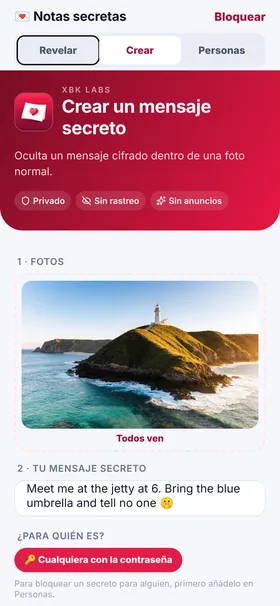 💌 Notas secretas
Bloquear
Revelar
Crear
Personas
XBK LABS
Crear un mensaje
secreto
Oculta un mensaje cifrado dentro de una foto
normal.
Privado
Sin rastreo
Sin anuncios
1 · FOTOS
Todos ven
2 · TU MENSAJE SECRETO
Meet me at the jetty at 6. Bring the blue
umbrella and tell no one 🤫
¿PARA QUIÉN ES?
🔑 Cualquiera con la contraseña
Para bloquear un secreto para alguien, primero añádelo en
Personas.